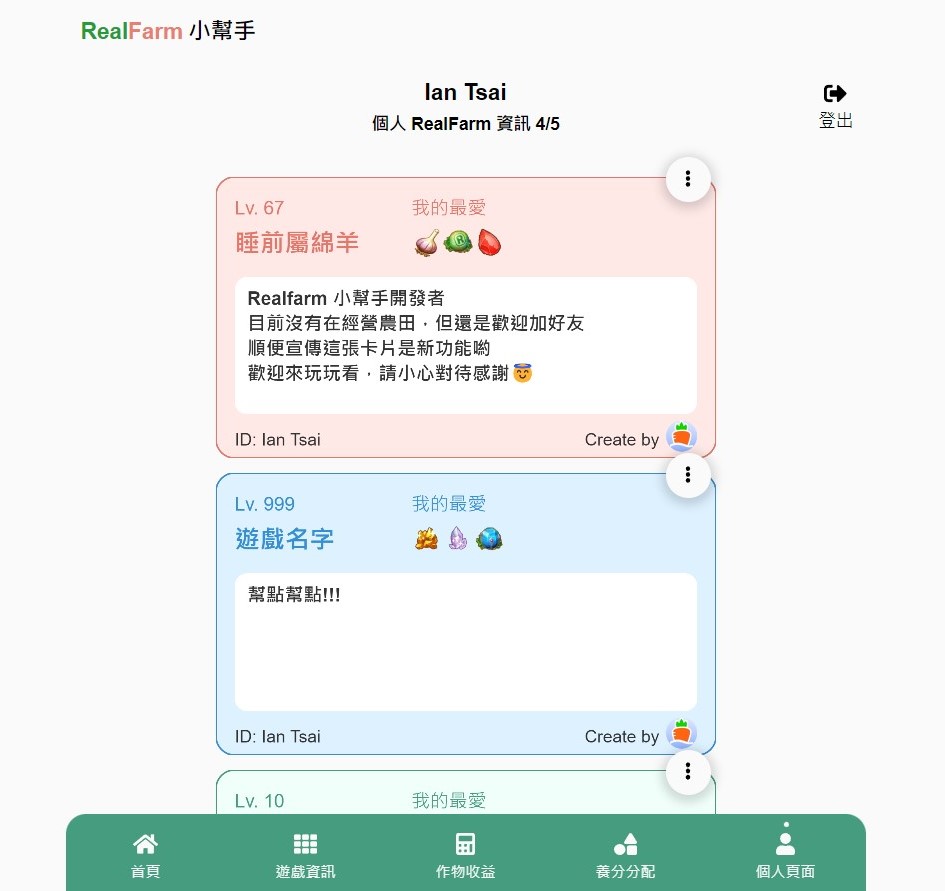 RealFarm 小幫手
Ian Tsai
個人 RealFarm 資訊 4/5
登出
Lv. 67
我的最愛
睡前屬綿羊
Realfarm 小幫手開發者
目前沒有在經營農田，但還是歡迎加好友
順便宣傳這張卡片是新功能喲
歡迎來玩玩看，請小心對待感謝😇
ID: Ian Tsai
Create by
Lv. 999
我的最愛
遊戲名字
幫點幫點!!!
ID: Ian Tsai
Create by
Lv. 10
我的最愛
首頁
遊戲資訊
作物收益
養分分配
個人頁面